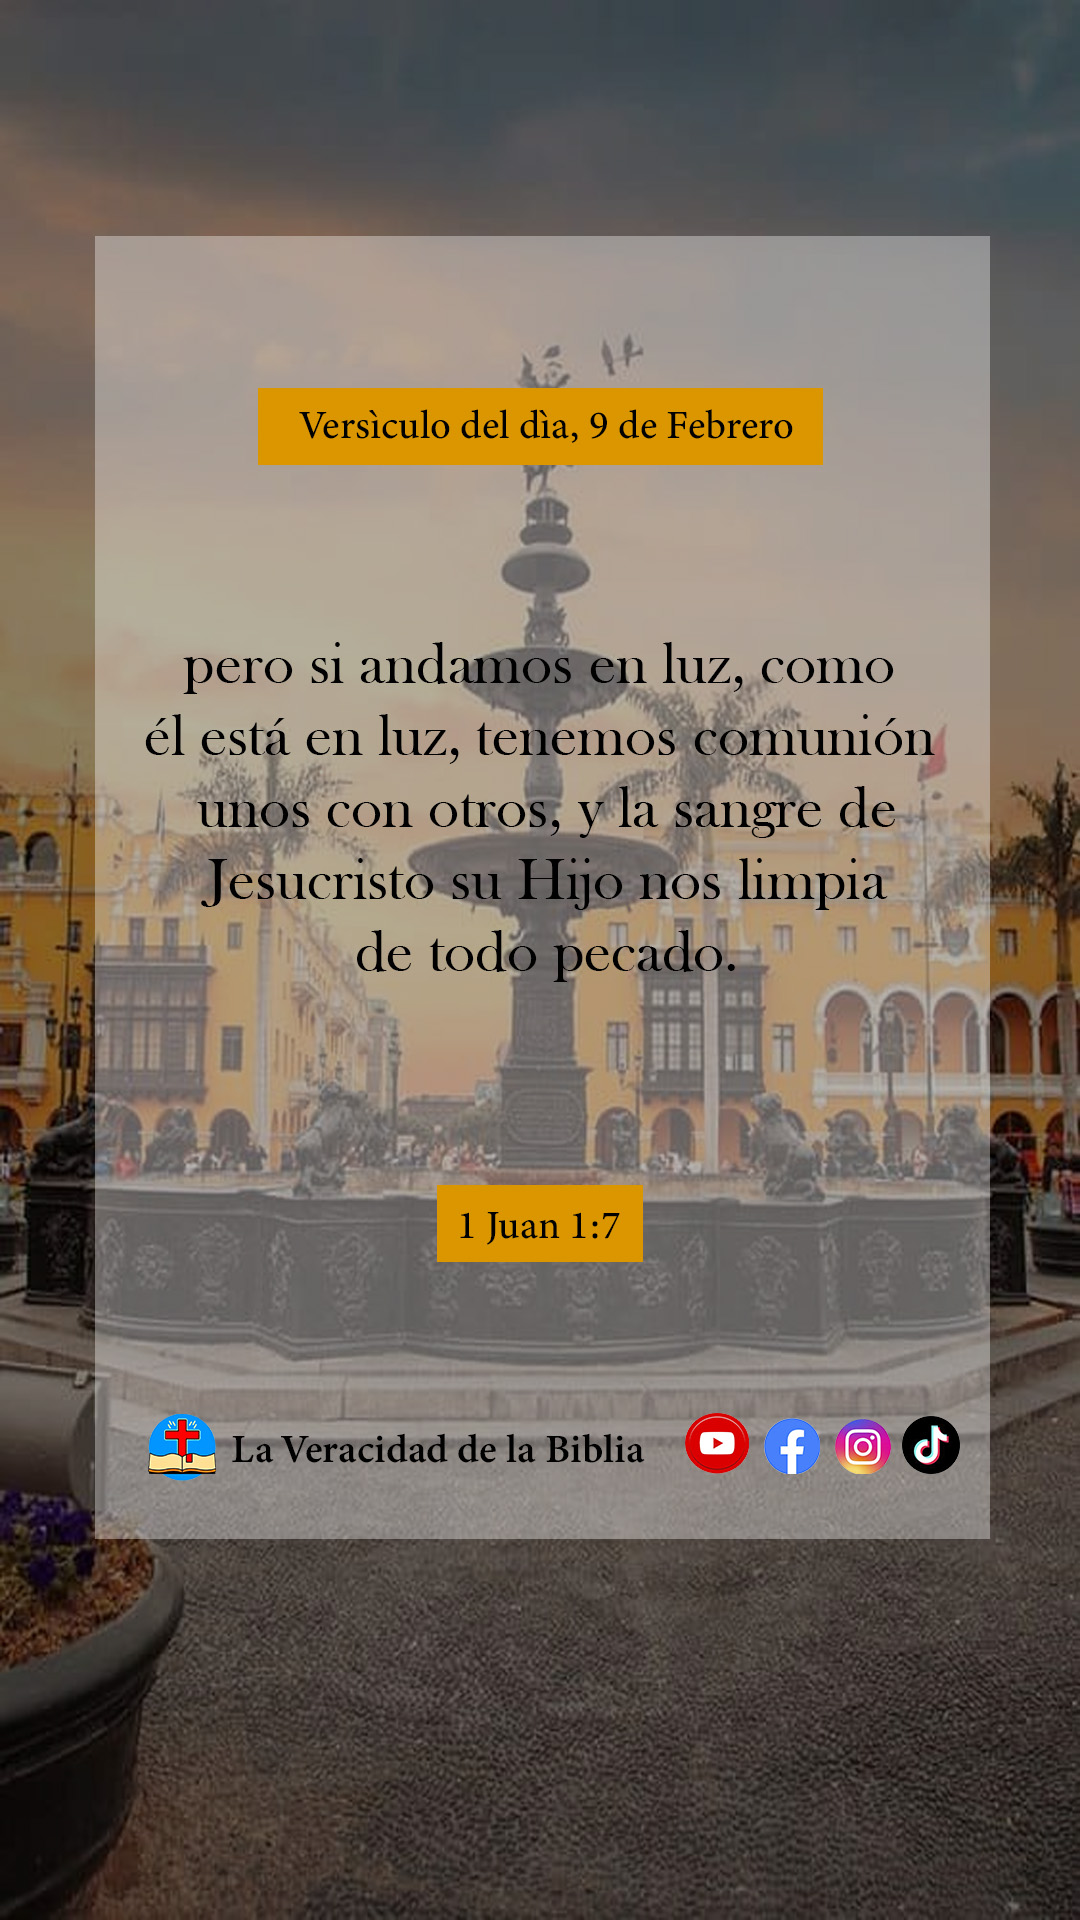 Versìculo del dìa, 9 de Febrero
pero si andamos en luz, como
él está en luz, tenemos comunión
unos con otros, y la sangre de
Jesucristo su Hijo nos limpia
de todo pecado.
1 Juan 1:7
La Veracidad de la Biblia